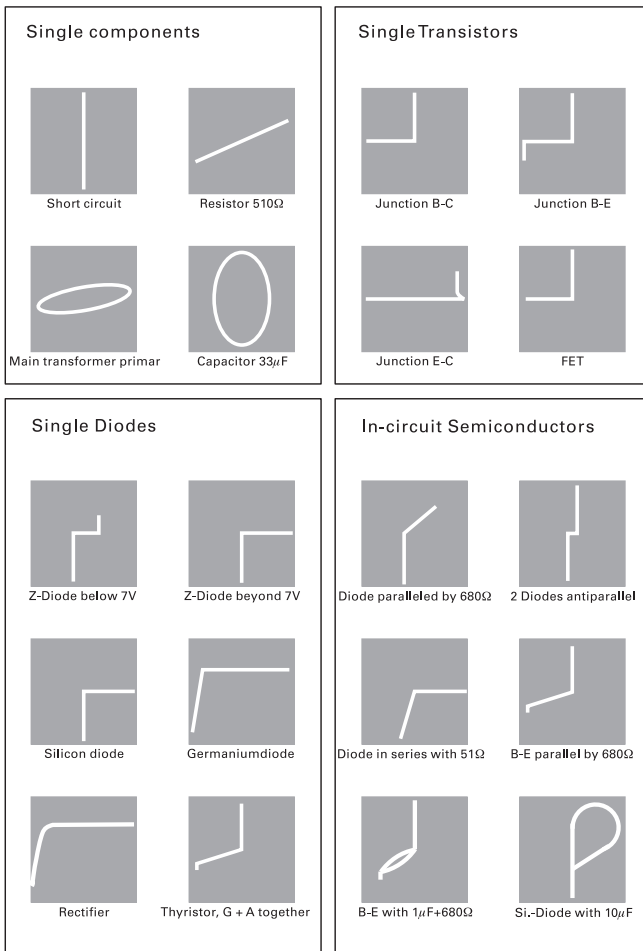 Single components
Short circuit
Resistor 510Ω
Main transformer primar
Capacitor 33µF
Single Transistors
Junction B-C
Junction B-E
Junction E-C
FET
Single Diodes
Z-Diode below 7V
Z-Diode beyond 7V
Silicon diode
Germaniumdiode
Rectifier
Thyristor, G + A together
In-circuit Semiconductors
Diode paralleled by 680Ω
2 Diodes antiparallel
Diode in series with 51Ω
B-E parallel by 680Ω
B-E with 1µF+680Ω
Si.-Diode with 10µF